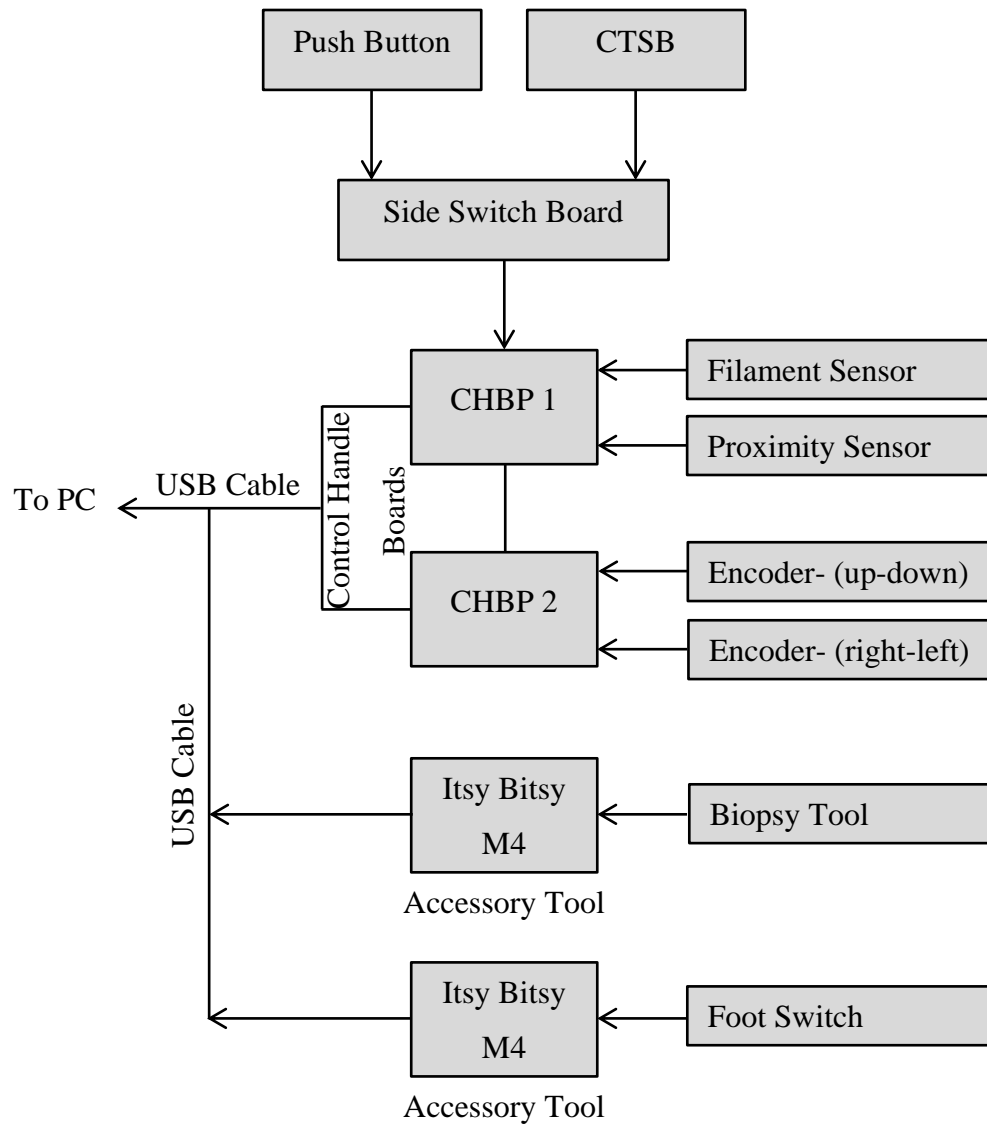 Push Button
CTSB
Side Switch Board
CHBP 1
Filament Sensor
Proximity Sensor
Control Handle
Boards
USB Cable
To PC
CHBP 2
Encoder- (up-down)
Encoder- (right-left)
USB Cable
Itsy Bitsy
M4
Biopsy Tool
Accessory Tool
Itsy Bitsy
M4
Foot Switch
Accessory Tool